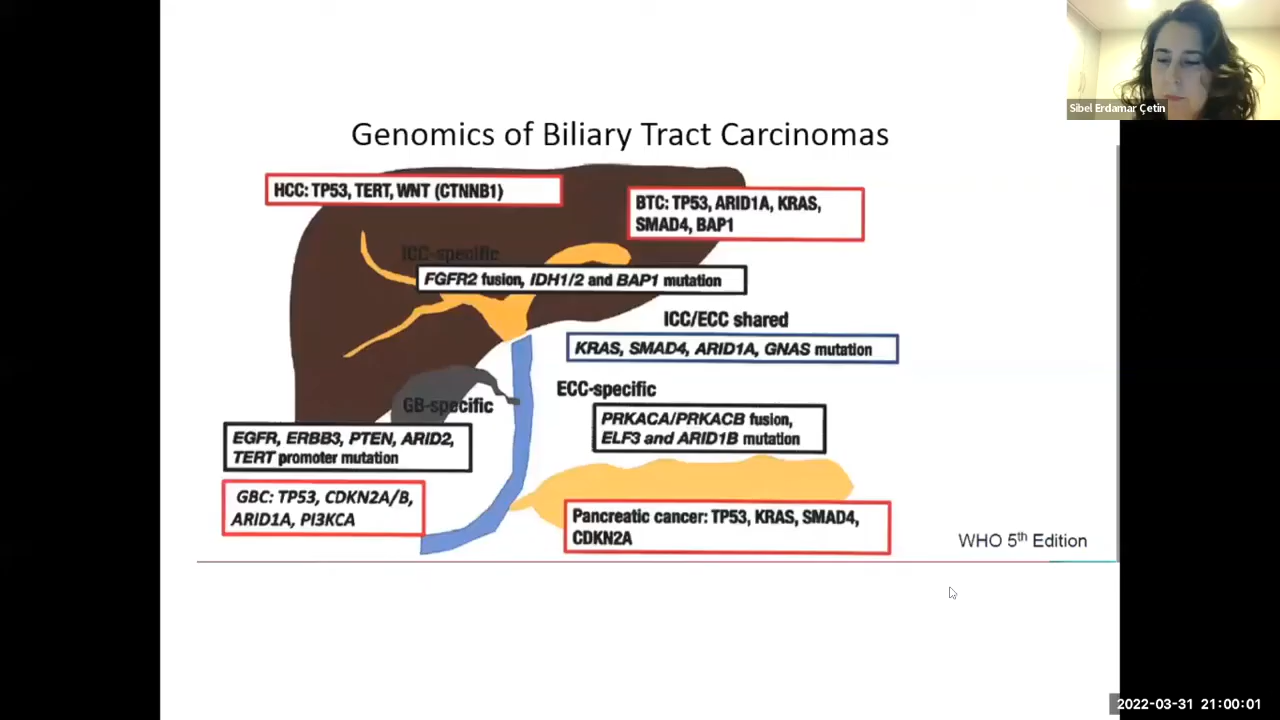 Sibel Erdamar Çetin
Genomics of Biliary Tract Carcinomas
HCC: TP53, TERT, WNT (CTNNB1)
BTC: TP53, ARID1A, KRAS,
SMAD4, BAP1
ICC-specific
FGFR2 fusion, IDH1/2 and BAP1 mutation
ICC/ECC shared
KRAS, SMAD4, ARID1A, GNAS mutation
ECC-specific
PRKACA/PRKACB fusion,
ELF3 and ARID1B mutation
GB-specific
EGFR, ERBB3, PTEN, ARID2,
TERT promoter mutation
GBC: TP53, CDKN2A/B,
ARID1A, PI3KCA
Pancreatic cancer: TP53, KRAS, SMAD4,
CDKN2A
WHO 5th Edition
2022-03-31 21:00:01